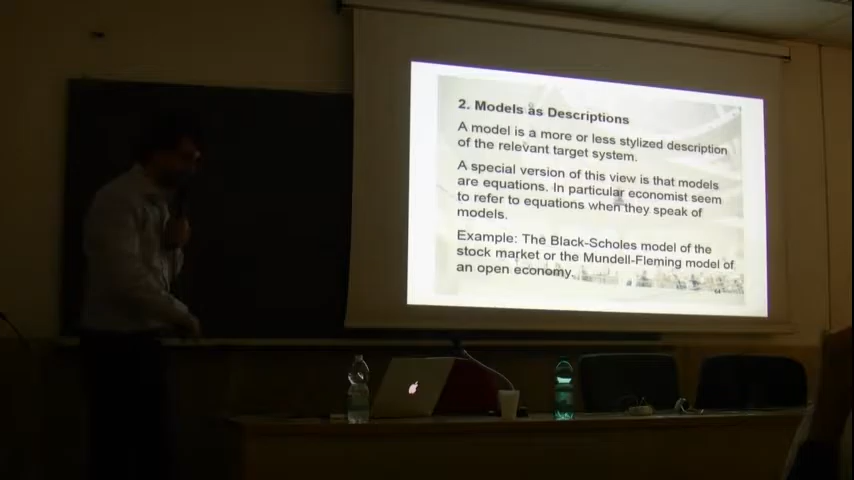 2. Models as Descriptions
A model is a more or less stylized description
of the relevant target system.
A special version of this view is that models
are equations. In particular economist seem
to refer to equations when they speak of
models.
Example: The Black-Scholes model of the
stock market or the Mundell-Fleming model of
an open economy.